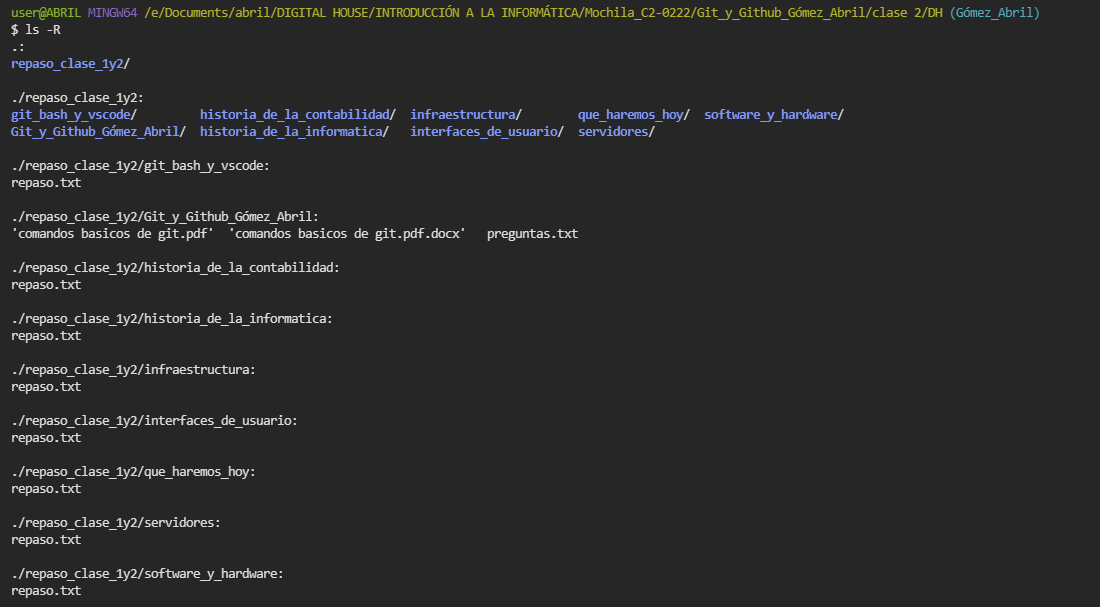 user@ABRIL MINGW64 /e/Documents/abril/DIGITAL HOUSE/INTRODUCCIÓN A LA INFORMÁTICA/Mochila_C2-0222/Git_y_Github_Gómez_Abril/clase 2/DH (Gómez_Abril)
$ ls -R
.:
repaso_clase_1y2/

./repaso_clase_1y2:
git_bash_y_vscode/         historia_de_la_contabilidad/  infraestructura/        que_haremos_hoy/  software_y_hardware/
Git_y_Github_Gómez_Abril/  historia_de_la_informatica/   interfaces_de_usuario/  servidores/

./repaso_clase_1y2/git_bash_y_vscode:
repaso.txt

./repaso_clase_1y2/Git_y_Github_Gómez_Abril:
'comandos basicos de git.pdf'  'comandos basicos de git.pdf.docx'   preguntas.txt

./repaso_clase_1y2/historia_de_la_contabilidad:
repaso.txt

./repaso_clase_1y2/historia_de_la_informatica:
repaso.txt

./repaso_clase_1y2/infraestructura:
repaso.txt

./repaso_clase_1y2/interfaces_de_usuario:
repaso.txt

./repaso_clase_1y2/que_haremos_hoy:
repaso.txt

./repaso_clase_1y2/servidores:
repaso.txt

./repaso_clase_1y2/software_y_hardware:
repaso.txt